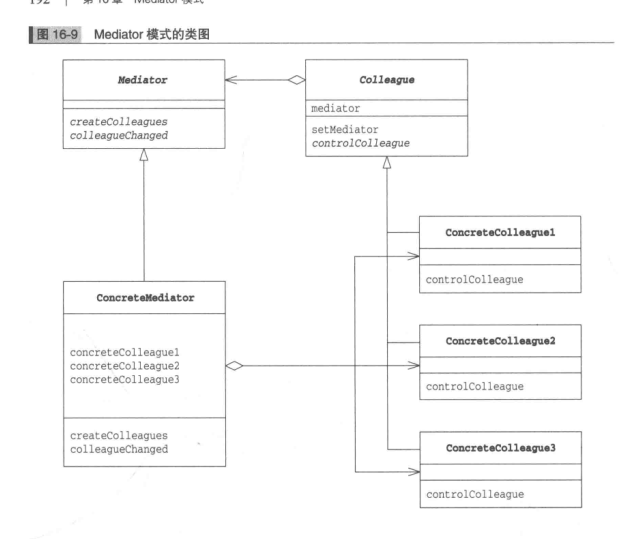 192 | 第 16 章 Mediator 模式
图 16-9 Mediator 模式的类图
Mediator
createColleagues
colleagueChanged
Colleague
mediator
setMediator
controlColleague
ConcreteColleague1
controlColleague
ConcreteMediator
concreteColleague1
concreteColleague2
concreteColleague3
createColleagues
colleagueChanged
ConcreteColleague2
controlColleague
ConcreteColleague3
controlColleague